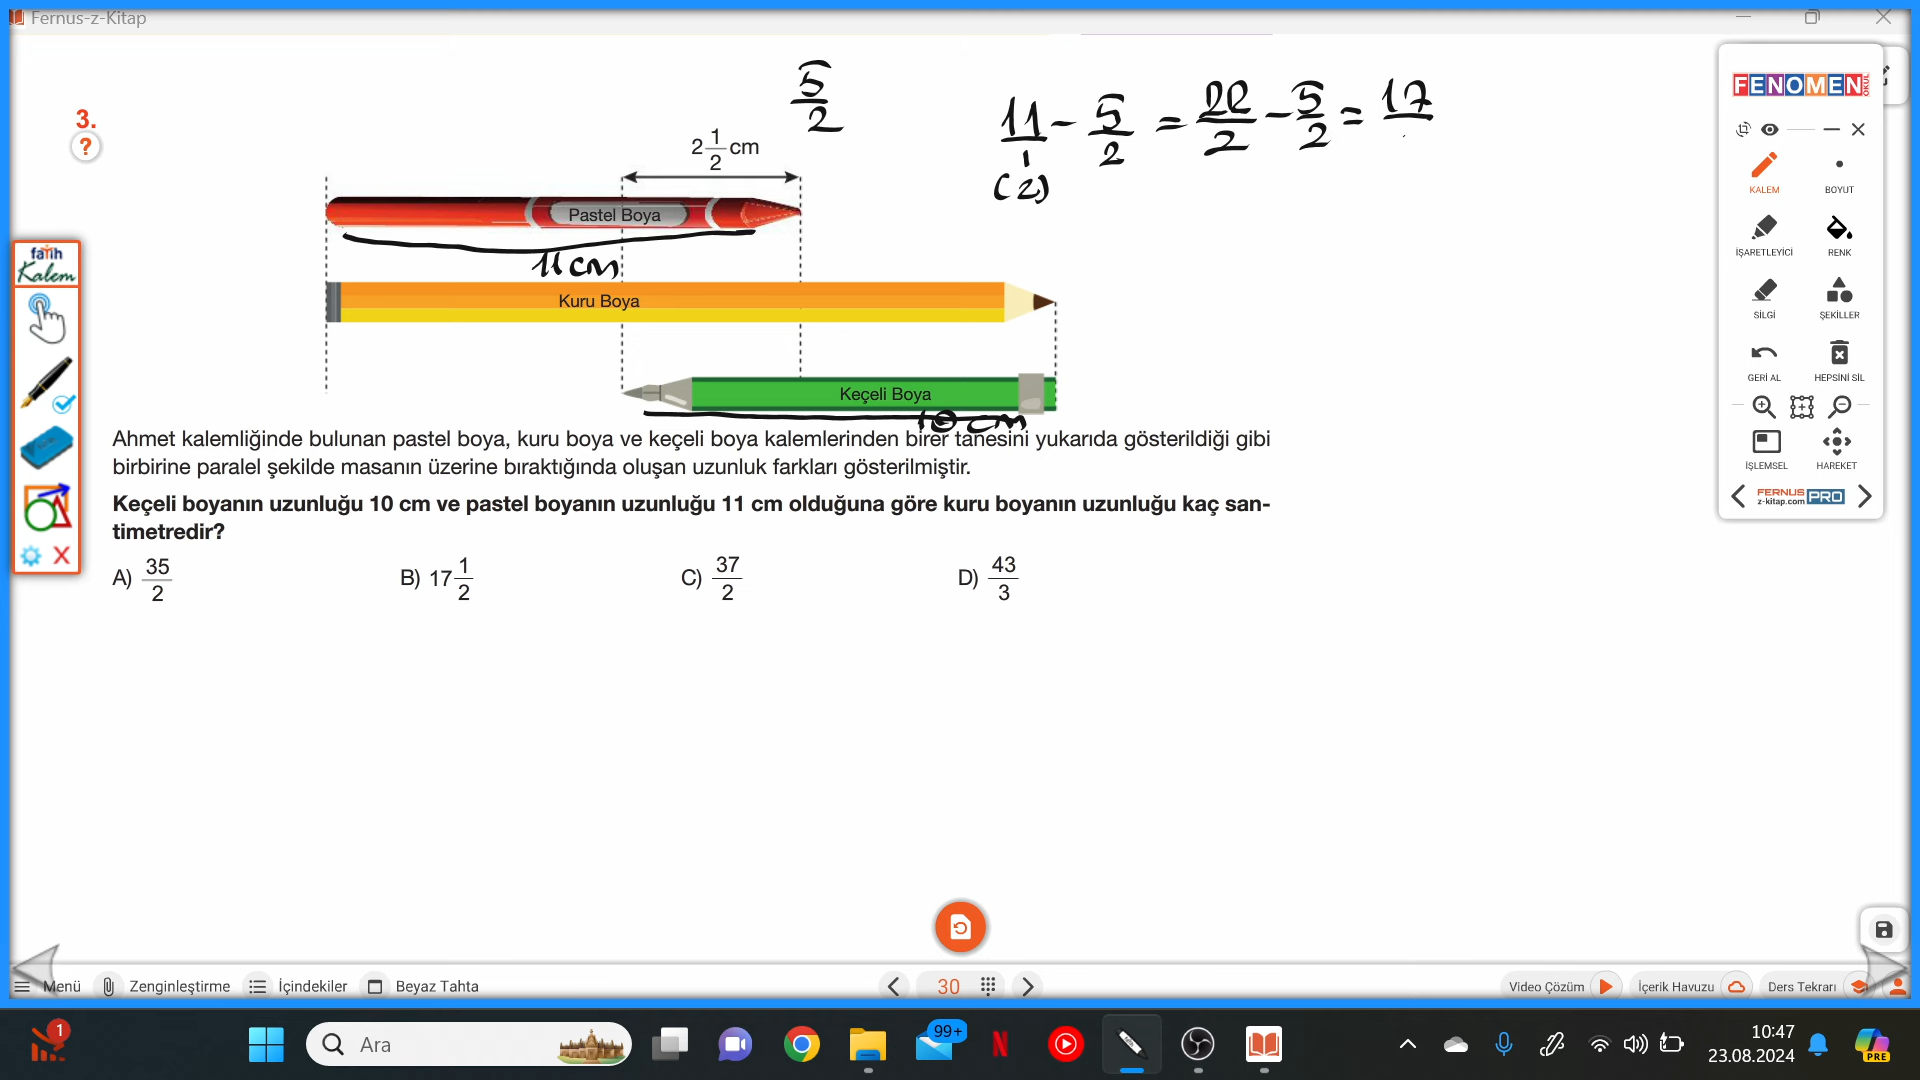 Fernus-z-Kitap
3.
?
5/2
11/1 - 5/2 = 22/2 - 5/2 = 17
(2)
2 1/2 cm
Pastel Boya
11 cm
Kuru Boya
Keçeli Boya
10 cm
Ahmet kalemliğinde bulunan pastel boya, kuru boya ve keçeli boya kalemlerinden birer tanesini yukarıda gösterildiği gibi
birbirine paralel şekilde masanın üzerine bıraktığında oluşan uzunluk farkları gösterilmiştir.
Keçeli boyanın uzunluğu 10 cm ve pastel boyanın uzunluğu 11 cm olduğuna göre kuru boyanın uzunluğu kaç san-
timetredir?
A) 35/2 B) 17 1/2 C) 37/2 D) 43/3
fatih
Kalem
FENOMEN OKUL
KALEM BOYUT
İŞARETLEYİCİ RENK
SİLGİ ŞEKİLLER
GERİ AL HEPSİNİ SİL
İŞLEMSEL HAREKET
FERNUS
z-kitap.com PRO
Menü Zenginleştirme İçindekiler Beyaz Tahta 30 Video Çözüm İçerik Havuzu Ders Tekrarı
1
Ara
99+
10:47
23.08.2024
PRE